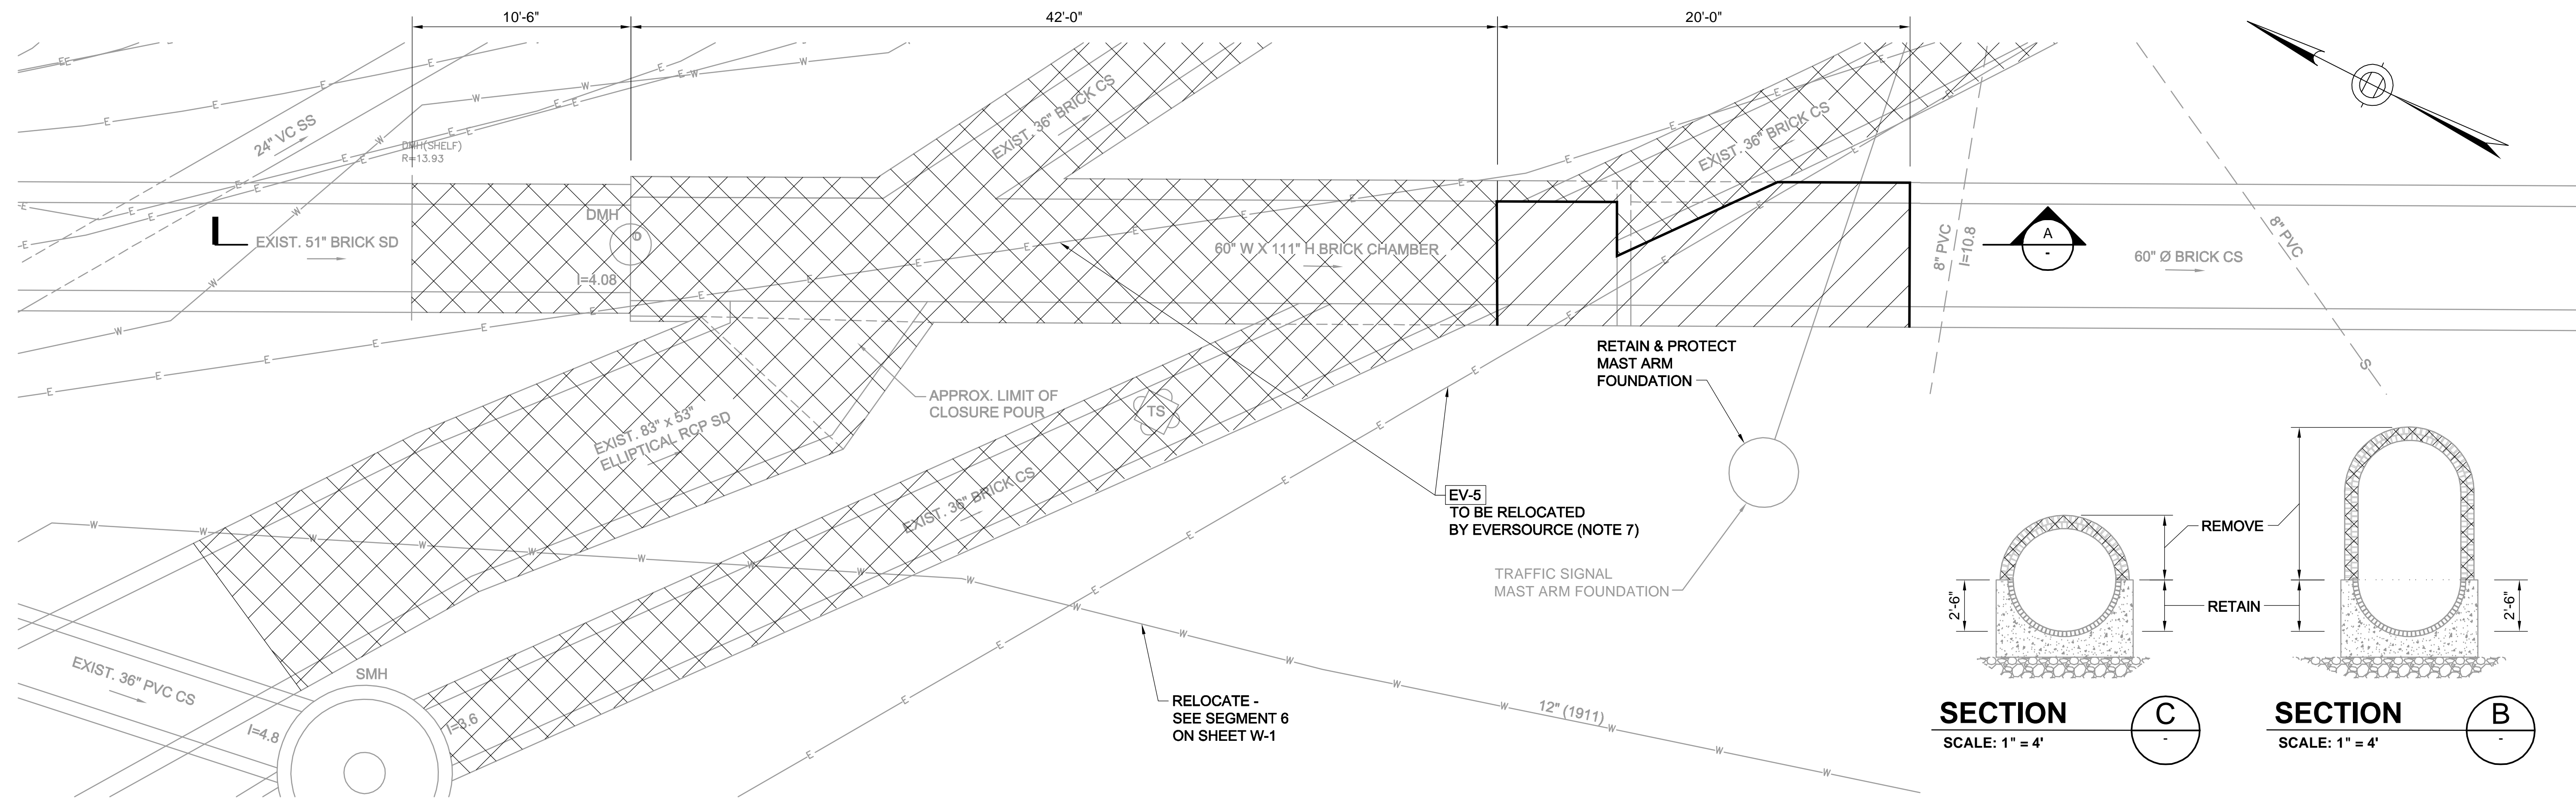 10'-6"
42'-0"
20'-0"
24" VC SS
DMH(SHELF)
R=13.93
EXIST. 36" BRICK CS
EXIST. 36" BRICK CS
DMH
D
EXIST. 51" BRICK SD
I=4.08
60" W X 111" H BRICK CHAMBER
8" PVC
I=10.8
A
-
60" Ø BRICK CS
8" PVC
S
RETAIN & PROTECT
MAST ARM
FOUNDATION
APPROX. LIMIT OF
CLOSURE POUR
TS
EXIST. 83" x 53"
ELLIPTICAL RCP SD
EXIST. 36" BRICK CS
EV-5
TO BE RELOCATED
BY EVERSOURCE (NOTE 7)
TRAFFIC SIGNAL
MAST ARM FOUNDATION
REMOVE
RETAIN
2'-6"
2'-6"
EXIST. 36" PVC CS
SMH
I=4.8
I=3.6
RELOCATE -
SEE SEGMENT 6
ON SHEET W-1
12" (1911)
SECTION
C
-
SCALE: 1" = 4'
SECTION
B
-
SCALE: 1" = 4'
E
W